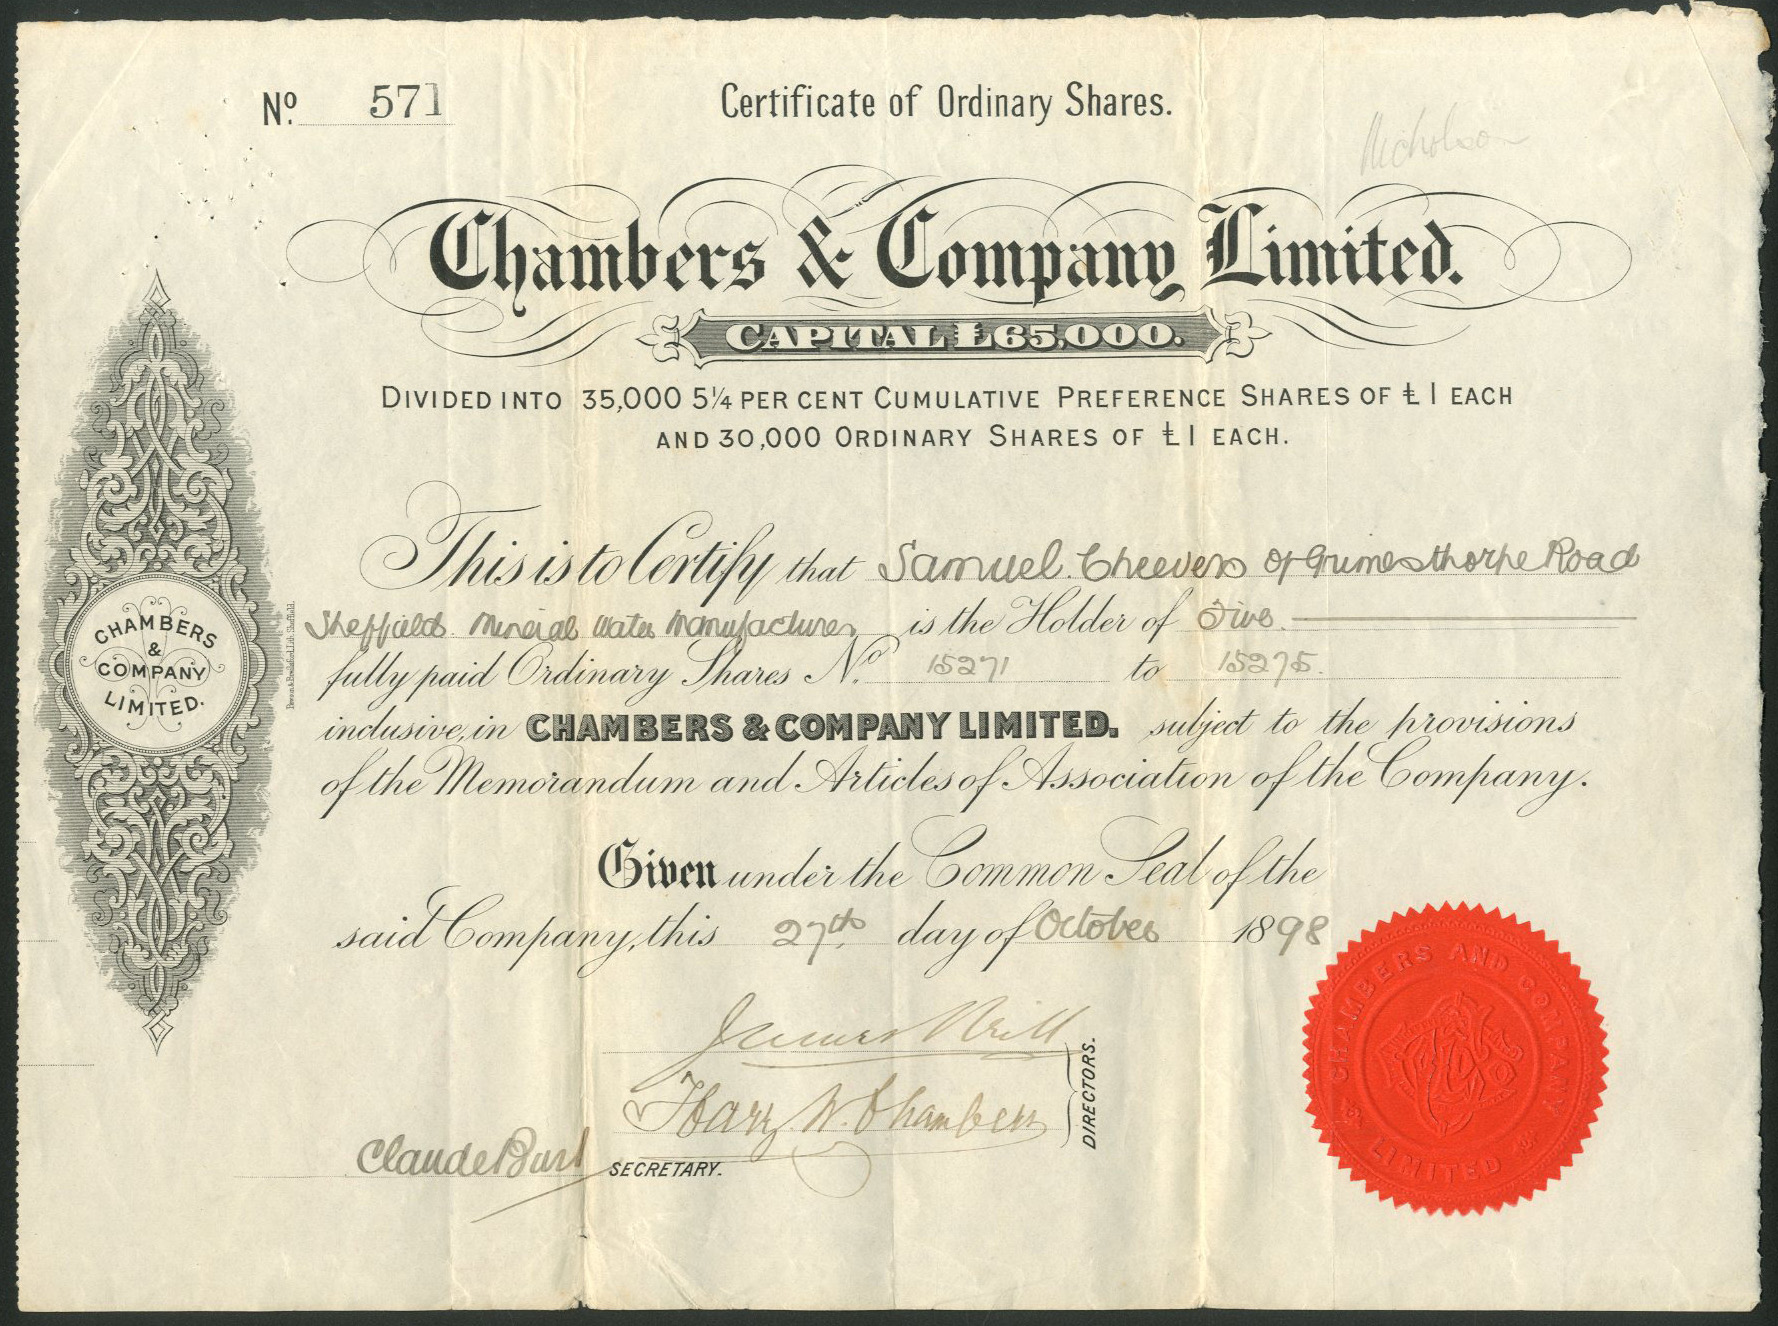 Nº 571
Certificate of Ordinary Shares.
Nicholson
Chambers & Company Limited.
CAPITAL £65,000.
DIVIDED INTO 35,000 5¼ PER CENT CUMULATIVE PREFERENCE SHARES OF £1 EACH
AND 30,000 ORDINARY SHARES OF £1 EACH.
This is to Certify that Samuel Cheevers of Grimesthorpe Road
Sheffield. Mineral Water Manufacturer is the Holder of Five
fully paid Ordinary Shares Nº 15271 to 15275.
inclusive, in CHAMBERS & COMPANY LIMITED. subject to the provisions
of the Memorandum and Articles of Association of the Company.
Given under the Common Seal of the
said Company, this 27th day of October 1898
James Neill
Harry W. Chambers
DIRECTORS.
Claude Burt
SECRETARY.
CHAMBERS
&
COMPANY
LIMITED.
CHAMBERS AND COMPANY
LIMITED